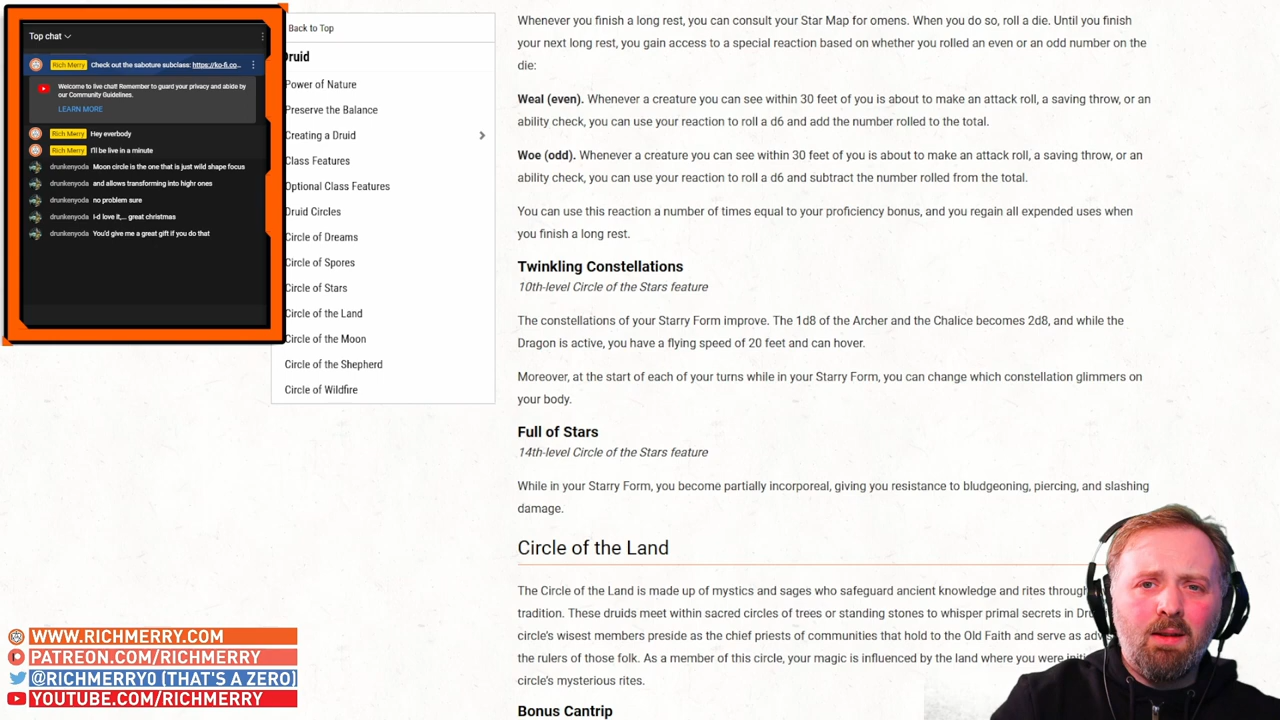 Top chat
Rich Merry Check out the saboture subclass: https://ko-fi.co...
Welcome to live chat! Remember to guard your privacy and abide by
our Community Guidelines.
LEARN MORE
Rich Merry Hey everbody
Rich Merry I'll be live in a minute
drunkenyoda Moon circle is the one that is just wild shape focus
drunkenyoda and allows transforming into highr ones
drunkenyoda no problem sure
drunkenyoda i-d love it,... great christmas
drunkenyoda You'd give me a great gift if you do that
Back to Top
Druid
Power of Nature
Preserve the Balance
Creating a Druid
Class Features
Optional Class Features
Druid Circles
Circle of Dreams
Circle of Spores
Circle of Stars
Circle of the Land
Circle of the Moon
Circle of the Shepherd
Circle of Wildfire
Whenever you finish a long rest, you can consult your Star Map for omens. When you do so, roll a die. Until you finish
your next long rest, you gain access to a special reaction based on whether you rolled an even or an odd number on the
die:
Weal (even). Whenever a creature you can see within 30 feet of you is about to make an attack roll, a saving throw, or an
ability check, you can use your reaction to roll a d6 and add the number rolled to the total.
Woe (odd). Whenever a creature you can see within 30 feet of you is about to make an attack roll, a saving throw, or an
ability check, you can use your reaction to roll a d6 and subtract the number rolled from the total.
You can use this reaction a number of times equal to your proficiency bonus, and you regain all expended uses when
you finish a long rest.
Twinkling Constellations
10th-level Circle of the Stars feature
The constellations of your Starry Form improve. The 1d8 of the Archer and the Chalice becomes 2d8, and while the
Dragon is active, you have a flying speed of 20 feet and can hover.
Moreover, at the start of each of your turns while in your Starry Form, you can change which constellation glimmers on
your body.
Full of Stars
14th-level Circle of the Stars feature
While in your Starry Form, you become partially incorporeal, giving you resistance to bludgeoning, piercing, and slashing
damage.
Circle of the Land
The Circle of the Land is made up of mystics and sages who safeguard ancient knowledge and rites through
tradition. These druids meet within sacred circles of trees or standing stones to whisper primal secrets in
circle's wisest members preside as the chief priests of communities that hold to the Old Faith and serve as
the rulers of those folk. As a member of this circle, your magic is influenced by the land where you were
circle's mysterious rites.
Bonus Cantrip
WWW.RICHMERRY.COM
PATREON.COM/RICHMERRY
@RICHMERRY0 (THAT'S A ZERO)
YOUTUBE.COM/RICHMERRY